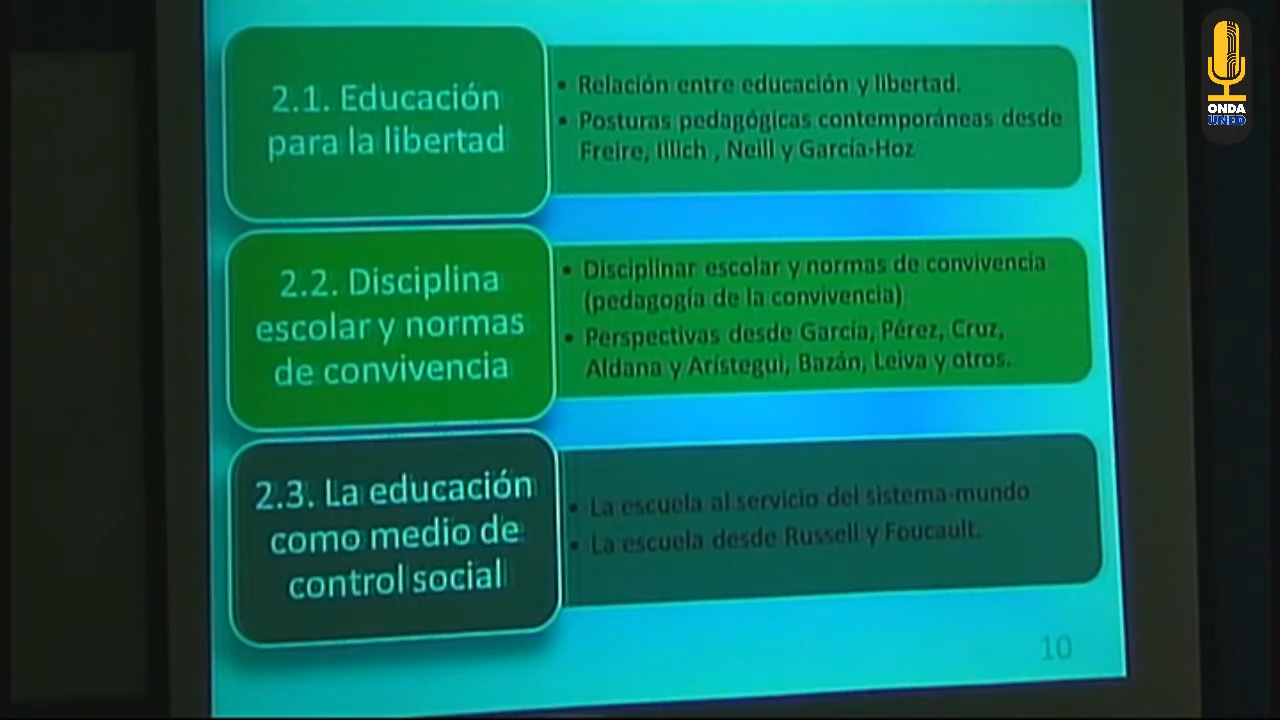 2.1. Educación
para la libertad
• Relación entre educación y libertad.
• Posturas pedagógicas contemporáneas desde
Freire, Illich , Neill y García-Hoz
2.2. Disciplina
escolar y normas
de convivencia
• Disciplinar escolar y normas de convivencia
(pedagogía de la convivencia)
• Perspectivas desde García, Pérez, Cruz,
Aldana y Arístegui, Bazán, Leiva y otros.
2.3. La educación
como medio de
control social
• La escuela al servicio del sistema-mundo
• La escuela desde Russell y Foucault.
10
ONDA
UNED